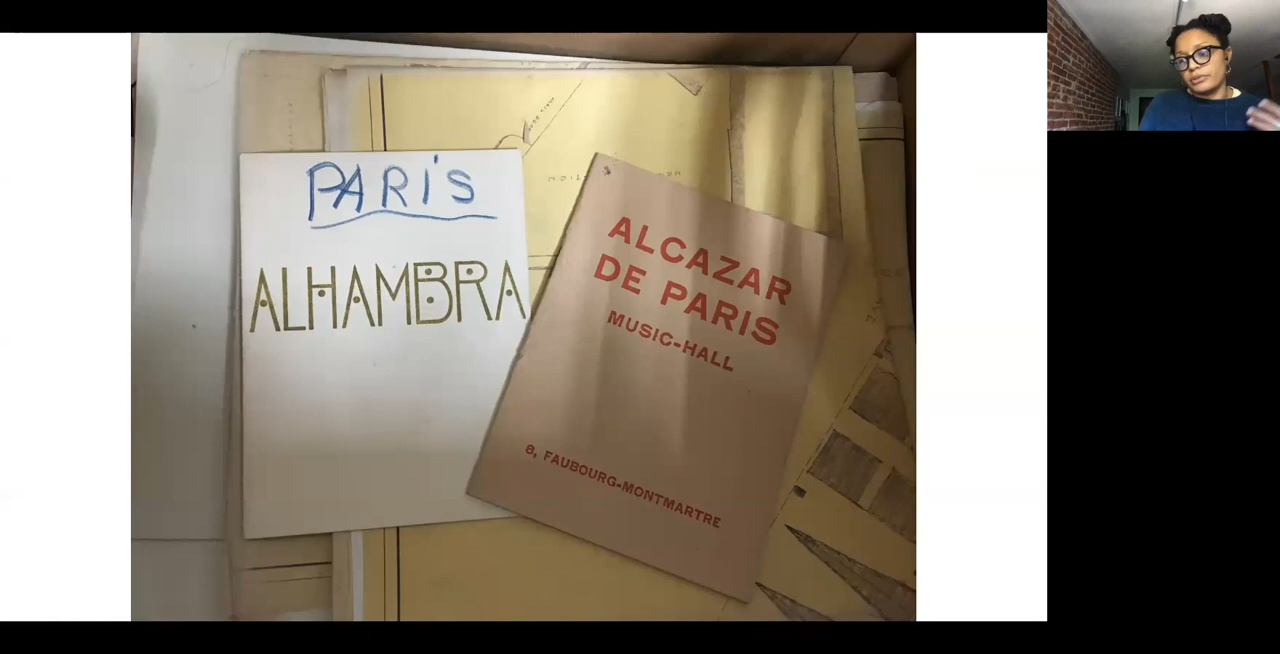 PARIS
ALHAMBRA
ALCAZAR
DE PARIS
MUSIC-HALL
8, FAUBOURG-MONTMARTRE